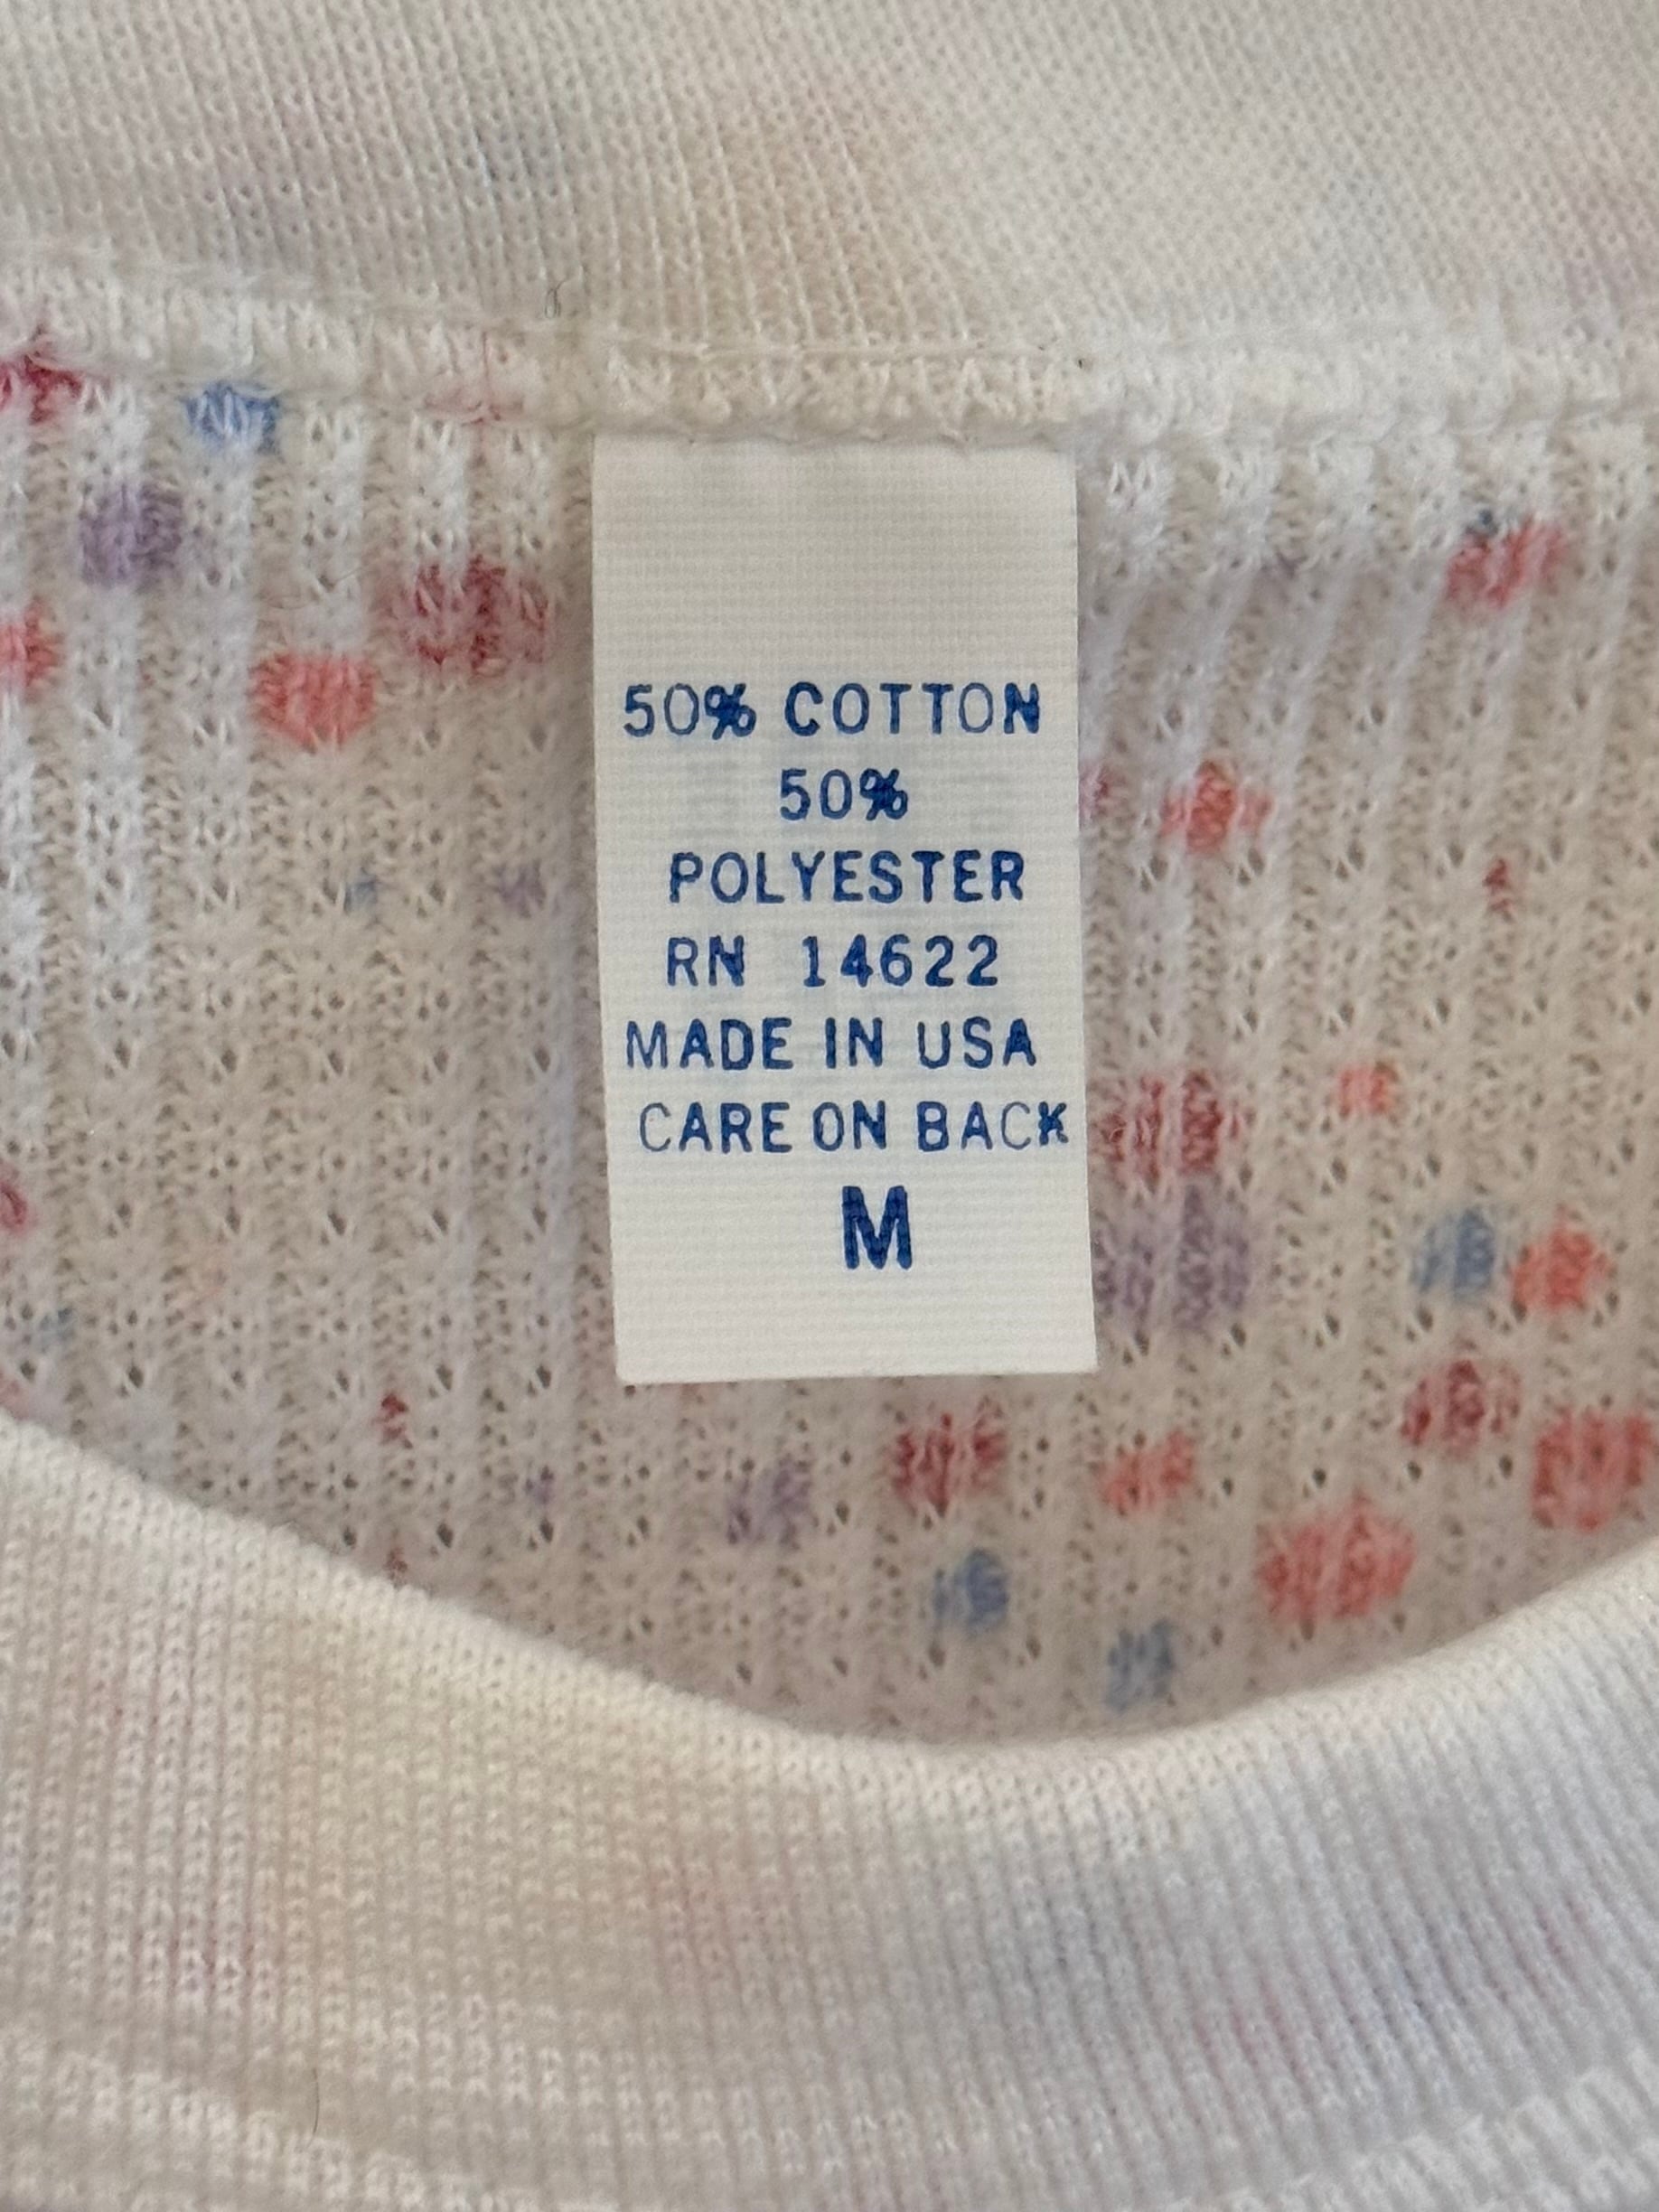 50% COTTON
50%
POLYESTER
RN 14622
MADE IN USA
CARE ON BACK
M